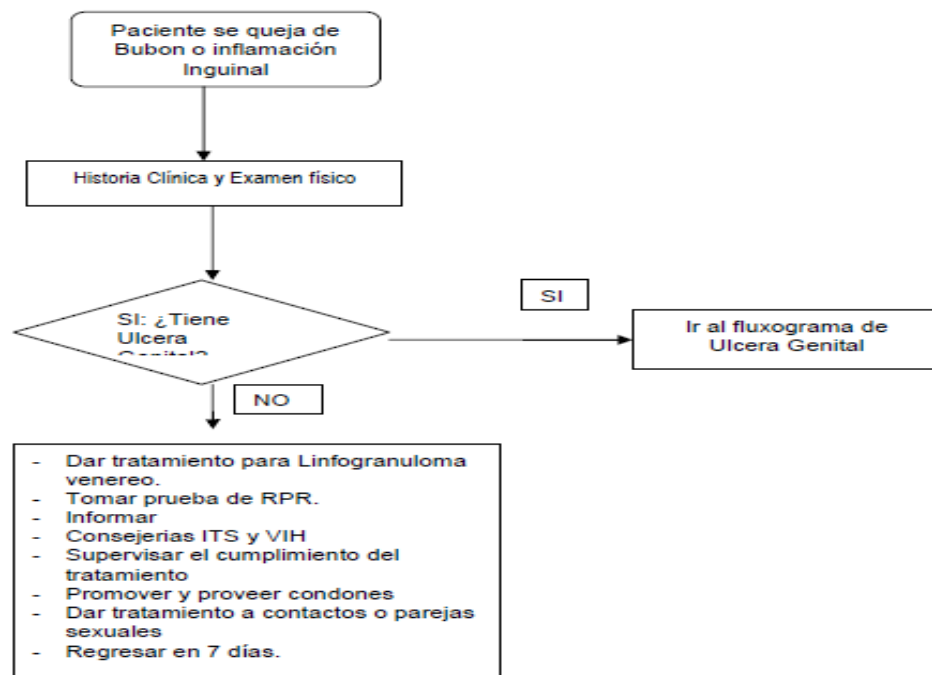 Paciente se queja de
Bubon o inflamación
Inguinal
Historia Clínica y Examen físico
SI: ¿Tiene
Ulcera
SI
Ir al fluxograma de
Ulcera Genital
NO
- Dar tratamiento para Linfogranuloma
venereo.
- Tomar prueba de RPR.
- Informar
- Consejerias ITS y VIH
- Supervisar el cumplimiento del
tratamiento
- Promover y proveer condones
- Dar tratamiento a contactos o parejas
sexuales
- Regresar en 7 días.